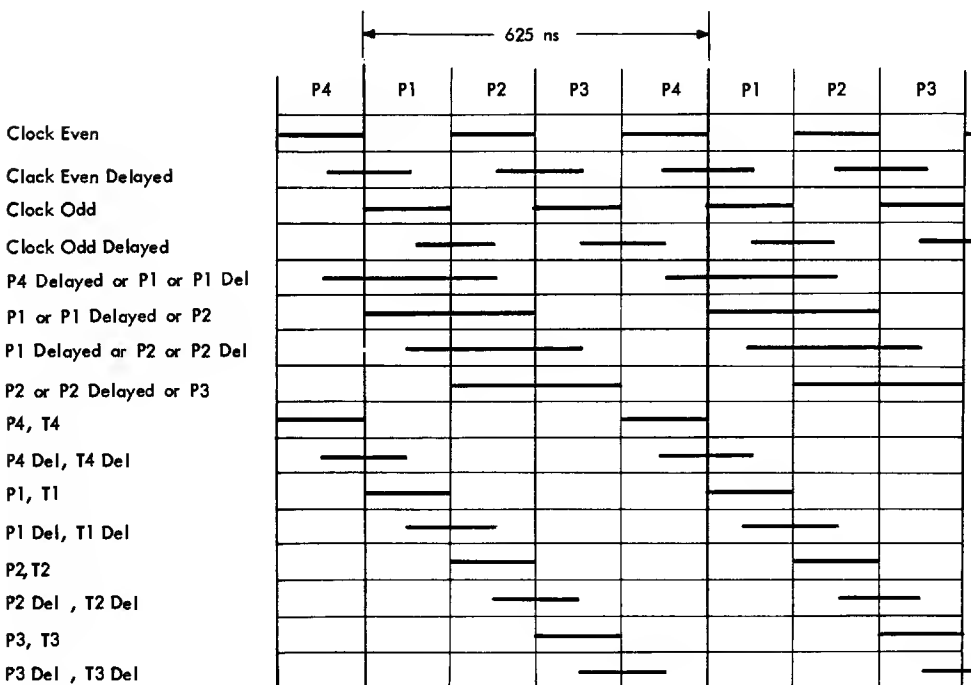 625 ns
P4 P1 P2 P3 P4 P1 P2 P3
Clock Even
Clack Even Delayed
Clock Odd
Clock Odd Delayed
P4 Delayed or P1 or P1 Del
P1 or P1 Delayed or P2
P1 Delayed ar P2 or P2 Del
P2 or P2 Delayed or P3
P4, T4
P4 Del, T4 Del
P1, T1
P1 Del, T1 Del
P2,T2
P2 Del , T2 Del
P3, T3
P3 Del , T3 Del